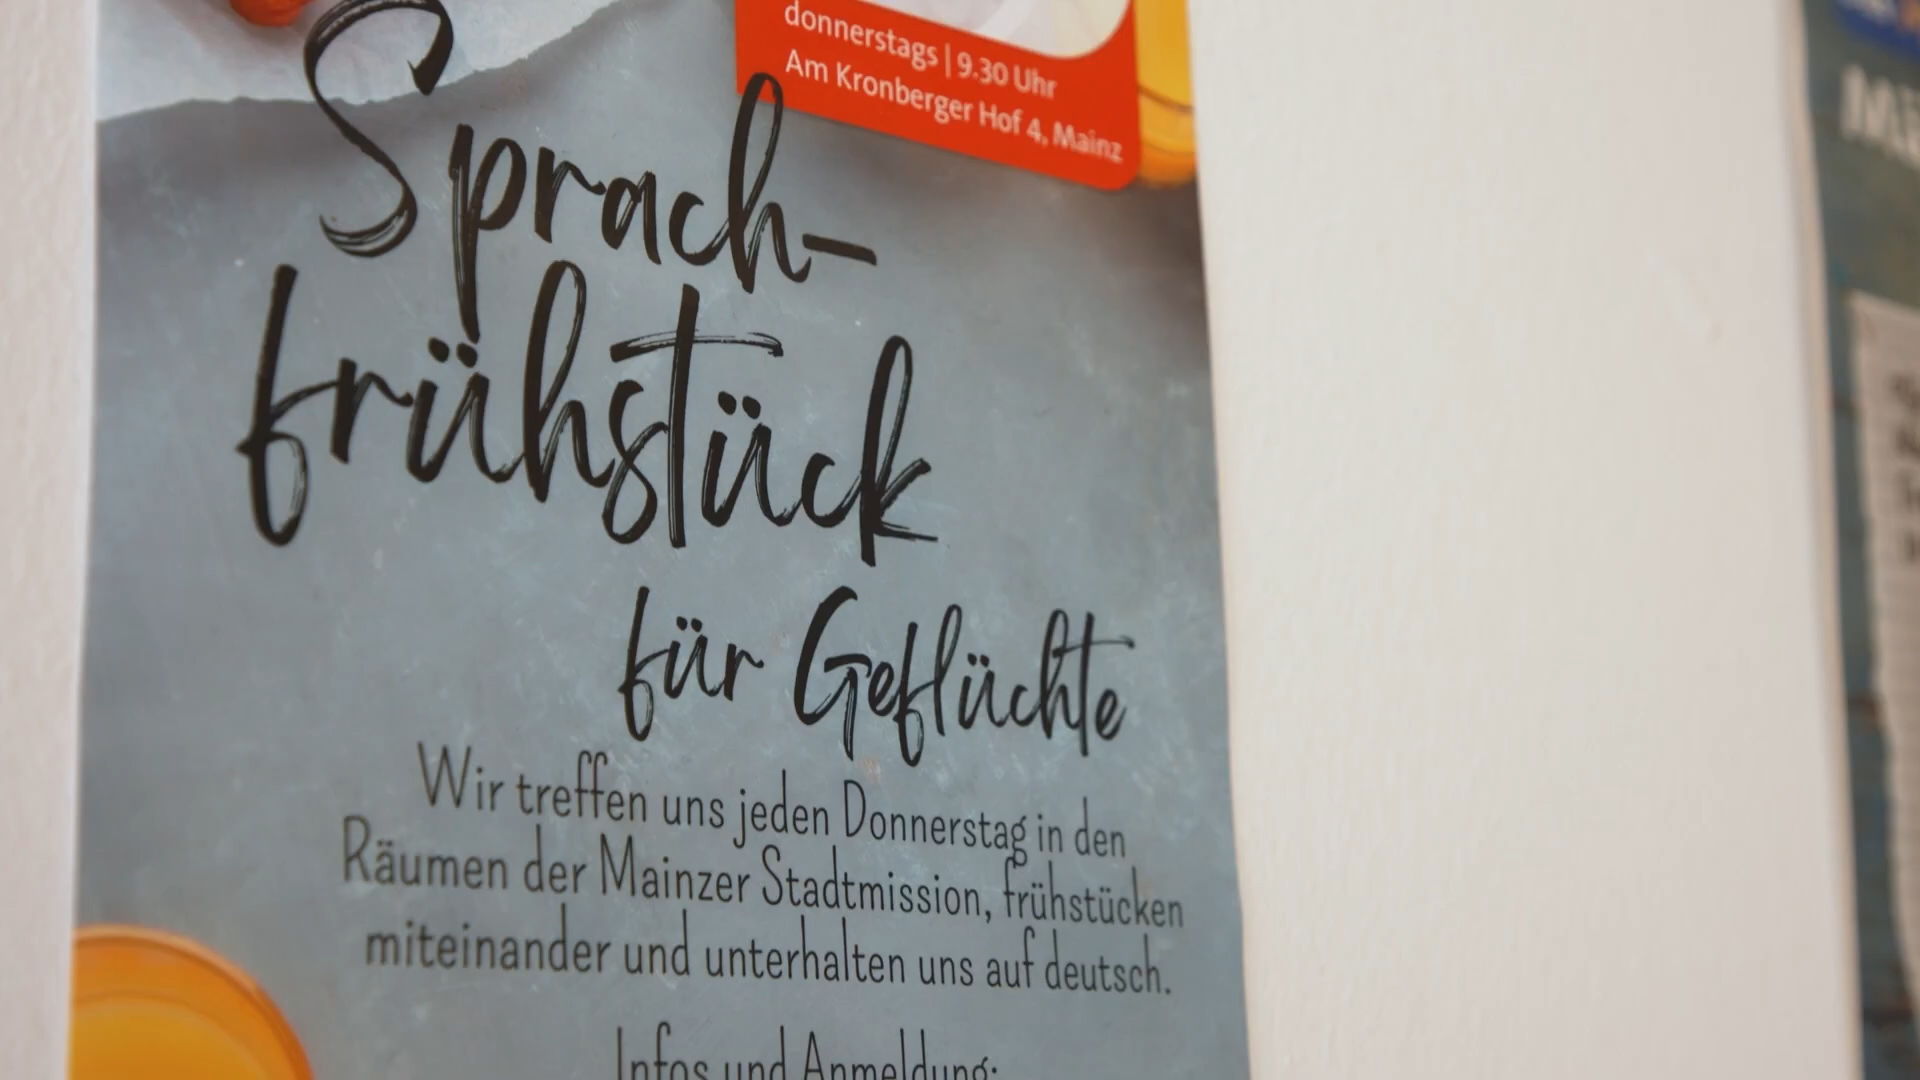 donnerstags | 9.30 Uhr
Am Kronberger Hof 4, Mainz
Sprach-
frühstück
für Geflüchte
Wir treffen uns jeden Donnerstag in den
Räumen der Mainzer Stadtmission, frühstücken
miteinander und unterhalten uns auf deutsch.
Infos und Anmeldung: